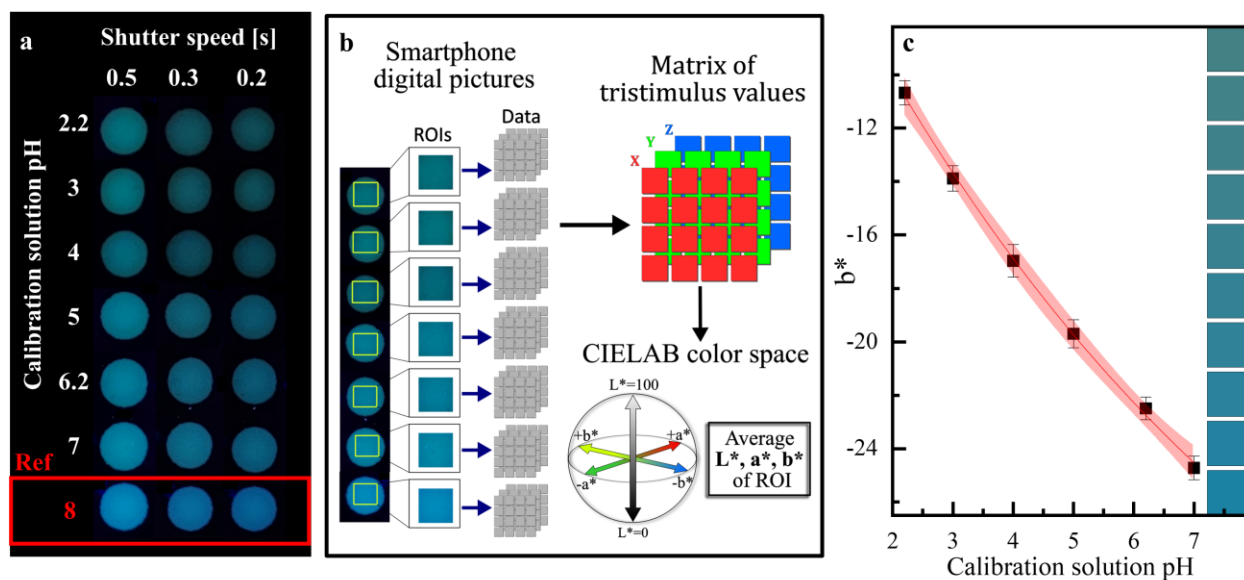 a
Shutter speed [s]
0.5 0.3 0.2
Calibration solution pH
2.2
3
4
5
6.2
7
Ref
8
b
Smartphone
digital pictures
ROIs
Data
Matrix of
tristimulus values
Z
Y
X
CIELAB color space
L*=100
+b*
+a*
-a*
-b*
L*=0
Average
L*, a*, b*
of ROI
c
b*
-12
-16
-20
-24
2 3 4 5 6 7
Calibration solution pH